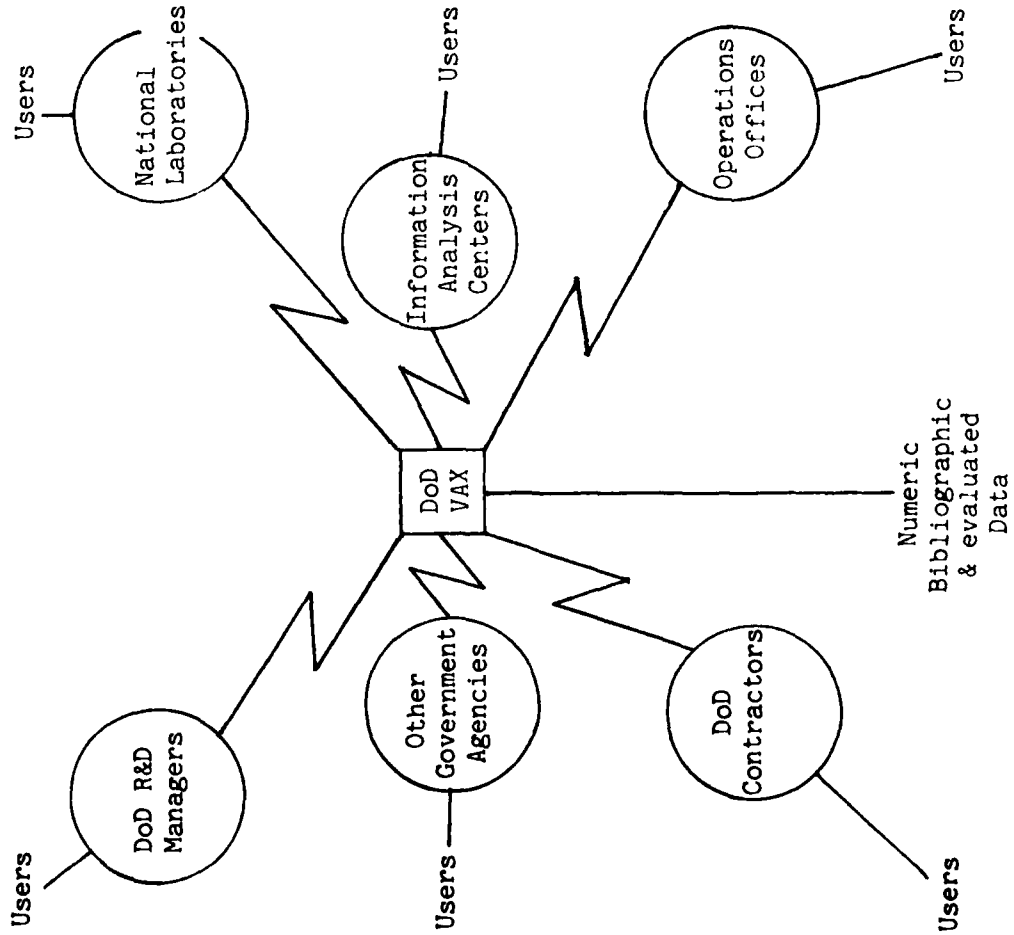 Users
Users
DoD R&D
Managers
National
Laboratories
Users
Other
Government
Agencies
DoD
VAX
Information
Analysis
Centers
Users
DoD
Contractors
Operations
Offices
Users
Numeric
Bibliographic
& evaluated
Data
Users